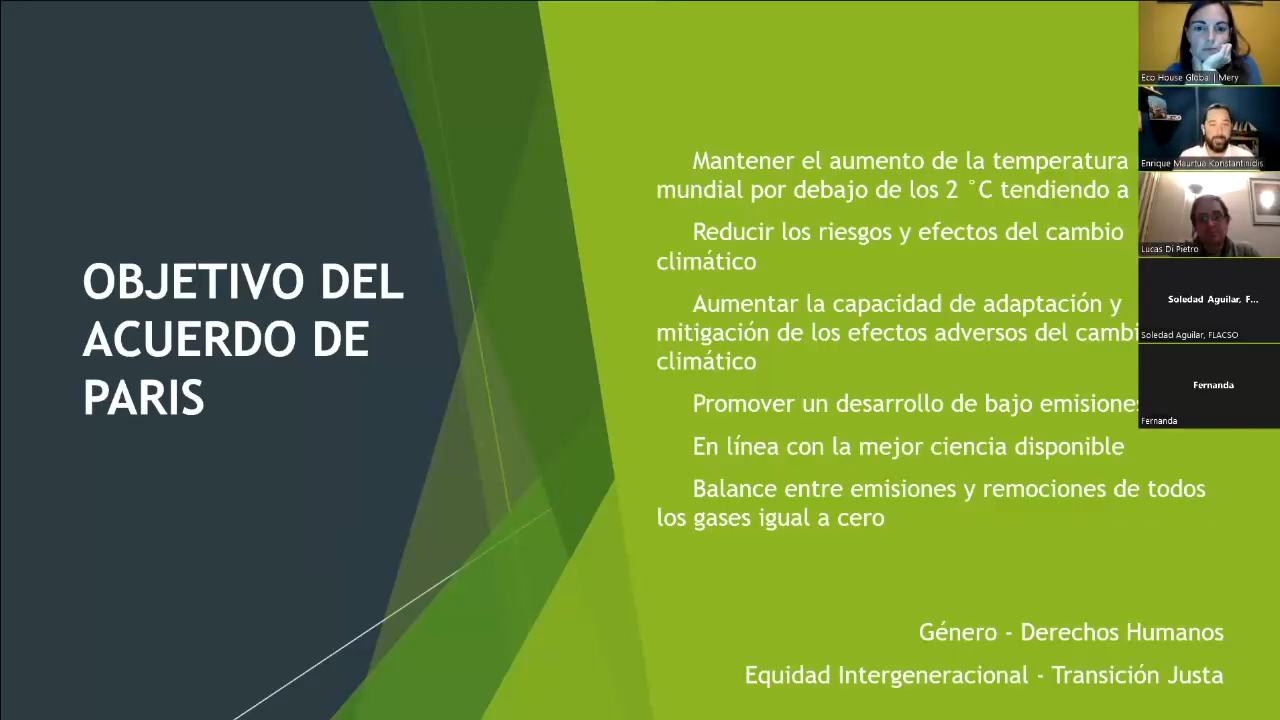 OBJETIVO DEL
ACUERDO DE
PARIS
Mantener el aumento de la temperatura
mundial por debajo de los 2 °C tendiendo a
Reducir los riesgos y efectos del cambio
climático
Aumentar la capacidad de adaptación y
mitigación de los efectos adversos del cambi
climático
Promover un desarrollo de bajo emisiones
En línea con la mejor ciencia disponible
Balance entre emisiones y remociones de todos
los gases igual a cero
Género - Derechos Humanos
Equidad Intergeneracional - Transición Justa
Eco House Global | Mery
Enrique Maurtua Konstantinidis
Lucas Di Pietro
Soledad Aguilar, F...
Soledad Aguilar, FLACSO
Fernanda
Fernanda